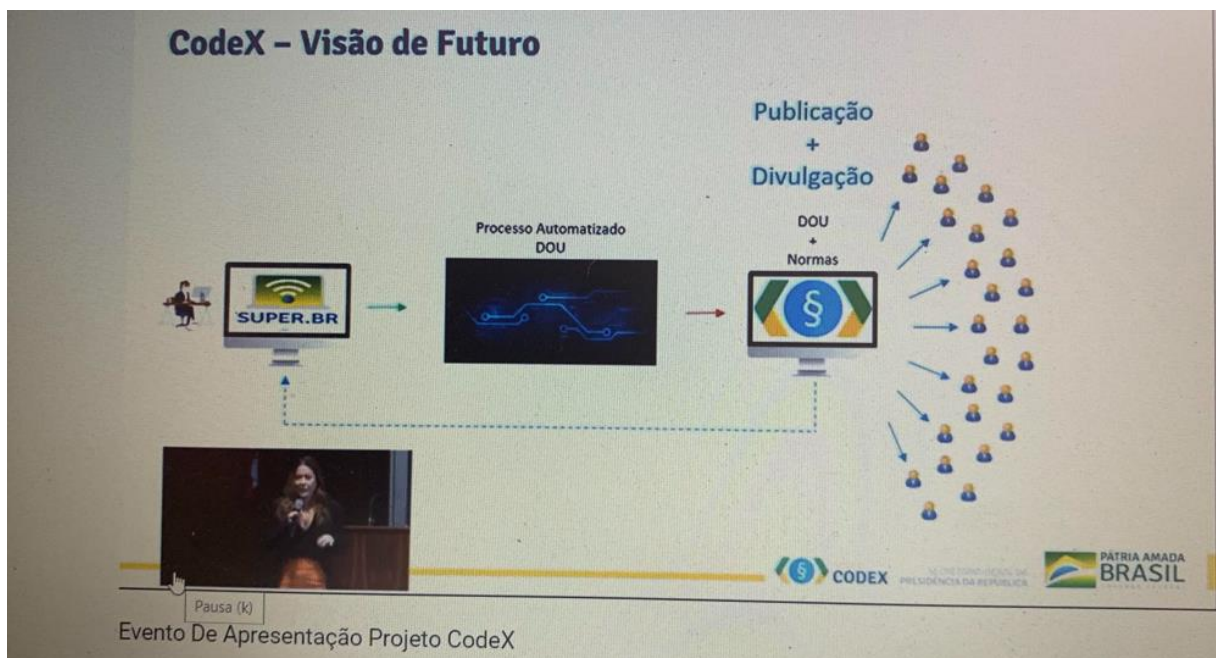 CodeX – Visão de Futuro
Publicação
+
Divulgação
Processo Automatizado
DOU
DOU
+
Normas
SUPER.BR
§
§ CODEX
PRESIDÊNCIA DA REPÚBLICA
PÁTRIA AMADA
BRASIL
Pausa (k)
Evento De Apresentação Projeto CodeX